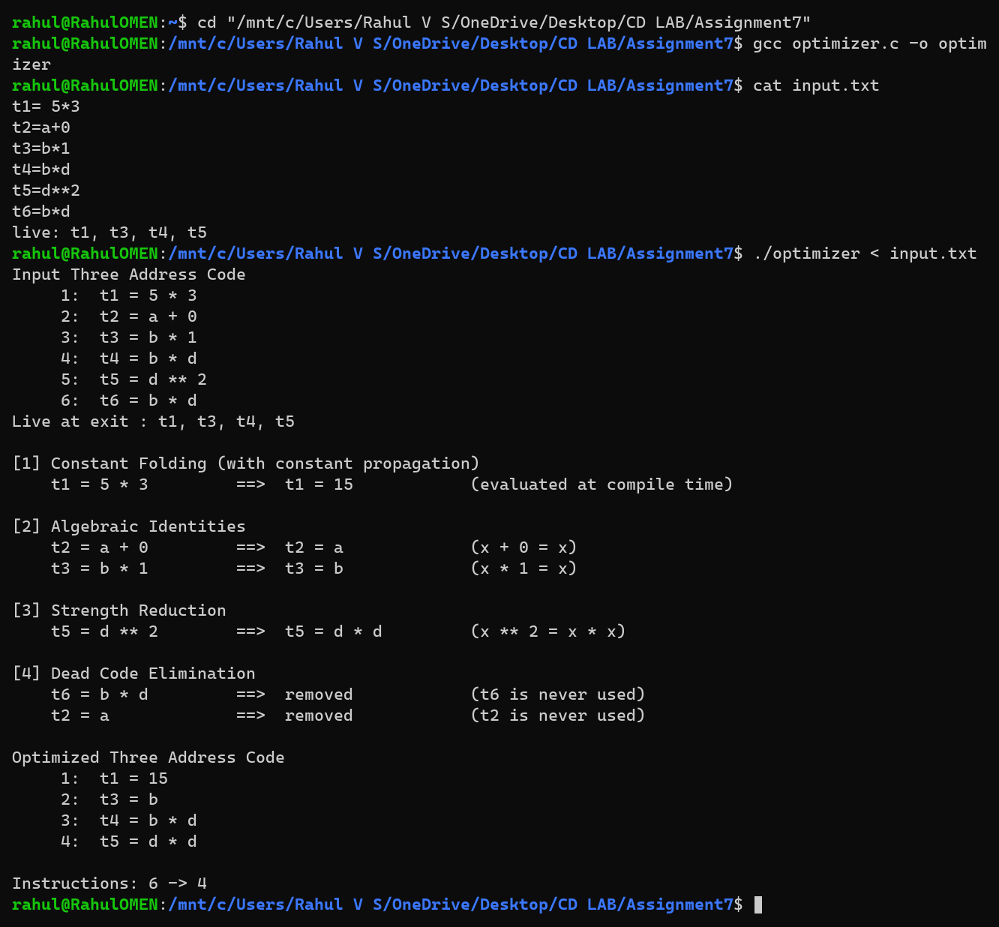 rahul@RahulOMEN:~$ cd "/mnt/c/Users/Rahul V S/OneDrive/Desktop/CD LAB/Assignment7"
rahul@RahulOMEN:/mnt/c/Users/Rahul V S/OneDrive/Desktop/CD LAB/Assignment7$ gcc optimizer.c -o optim
izer
rahul@RahulOMEN:/mnt/c/Users/Rahul V S/OneDrive/Desktop/CD LAB/Assignment7$ cat input.txt
t1= 5*3
t2=a+0
t3=b*1
t4=b*d
t5=d**2
t6=b*d
live: t1, t3, t4, t5
rahul@RahulOMEN:/mnt/c/Users/Rahul V S/OneDrive/Desktop/CD LAB/Assignment7$ ./optimizer < input.txt
Input Three Address Code
     1:  t1 = 5 * 3
     2:  t2 = a + 0
     3:  t3 = b * 1
     4:  t4 = b * d
     5:  t5 = d ** 2
     6:  t6 = b * d
Live at exit : t1, t3, t4, t5

[1] Constant Folding (with constant propagation)
    t1 = 5 * 3         ==>  t1 = 15            (evaluated at compile time)

[2] Algebraic Identities
    t2 = a + 0         ==>  t2 = a             (x + 0 = x)
    t3 = b * 1         ==>  t3 = b             (x * 1 = x)

[3] Strength Reduction
    t5 = d ** 2        ==>  t5 = d * d         (x ** 2 = x * x)

[4] Dead Code Elimination
    t6 = b * d         ==>  removed            (t6 is never used)
    t2 = a             ==>  removed            (t2 is never used)

Optimized Three Address Code
     1:  t1 = 15
     2:  t3 = b
     3:  t4 = b * d
     4:  t5 = d * d

Instructions: 6 -> 4
rahul@RahulOMEN:/mnt/c/Users/Rahul V S/OneDrive/Desktop/CD LAB/Assignment7$